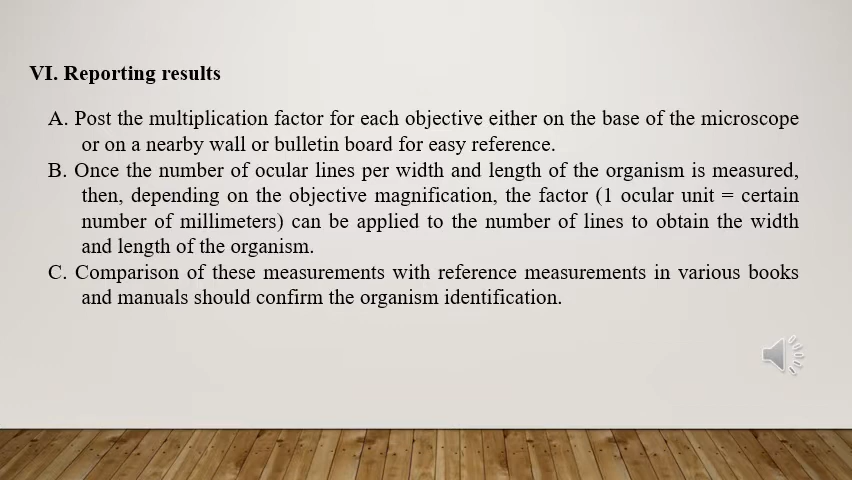 VI. Reporting results
A. Post the multiplication factor for each objective either on the base of the microscope
or on a nearby wall or bulletin board for easy reference.
B. Once the number of ocular lines per width and length of the organism is measured,
then, depending on the objective magnification, the factor (1 ocular unit = certain
number of millimeters) can be applied to the number of lines to obtain the width
and length of the organism.
C. Comparison of these measurements with reference measurements in various books
and manuals should confirm the organism identification.